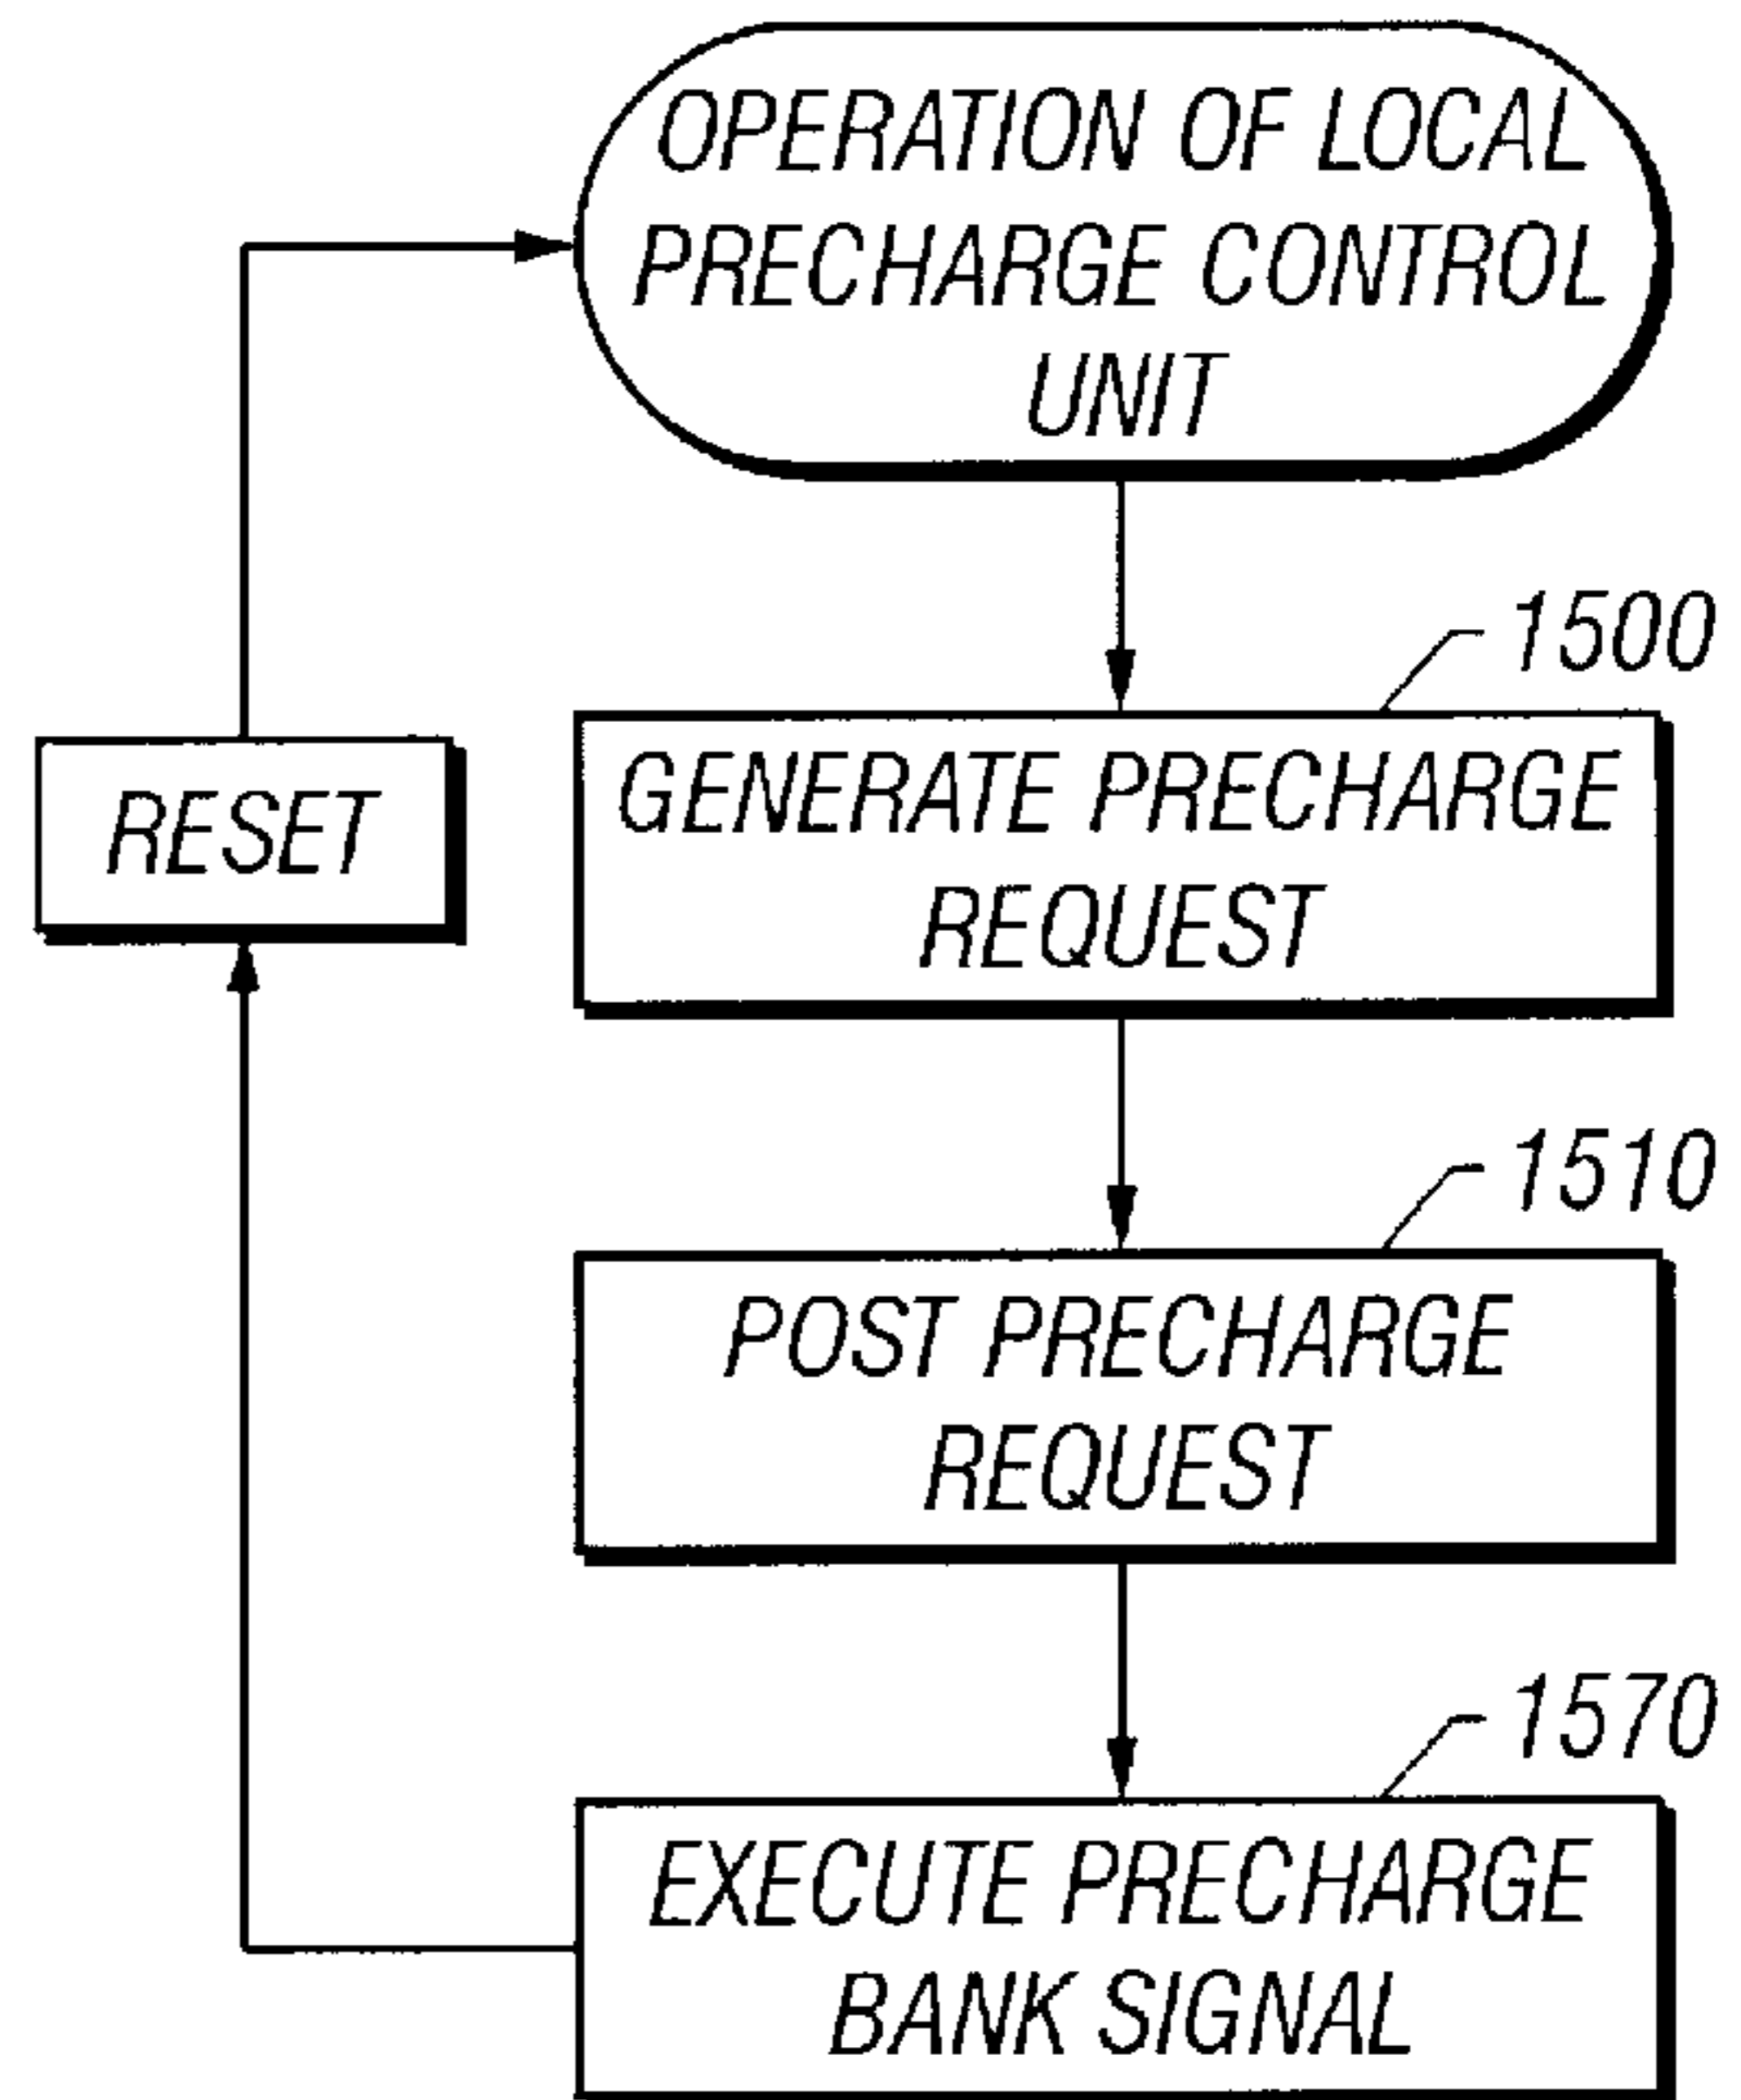 OPERATION OF LOCAL
PRECHARGE CONTROL
UNIT
1500
GENERATE PRECHARGE
REQUEST
RESET
1510
POST PRECHARGE
REQUEST
1570
EXECUTE PRECHARGE
BANK SIGNAL